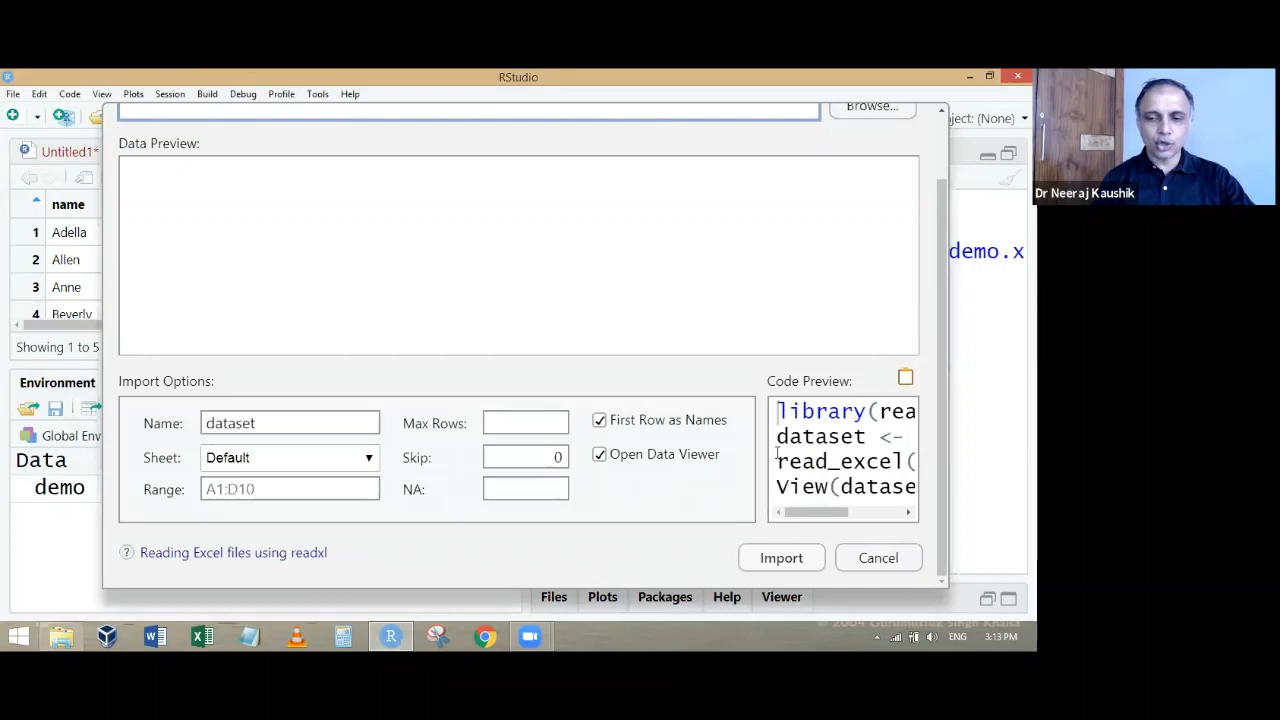 RStudio
File Edit Code View Plots Session Build Debug Profile Tools Help
Browse...
ject: (None)
Untitled1*
Data Preview:
name
1 Adella
2 Allen
3 Anne
4 Beverly
Showing 1 to 5
demo.x
Dr Neeraj Kaushik
Environment
Global Env
Data
demo
Import Options:
Name: dataset
Max Rows:
First Row as Names
Sheet: Default
Skip: 0
Open Data Viewer
Range: A1:D10
NA:
Code Preview:
library(rea
dataset <-
read_excel(
View(datase
? Reading Excel files using readxl
Import
Cancel
Files Plots Packages Help Viewer
ENG
3:13 PM